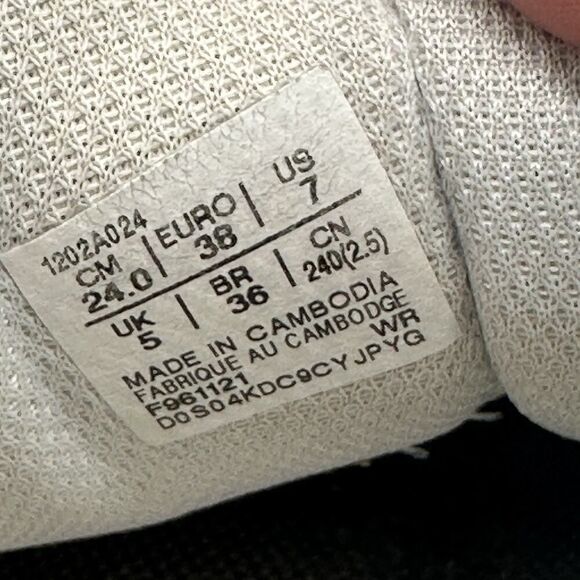 1202A024
CM | EURO | US
24.0 | 38 | 7
UK | BR | CN
5 | 36 | 240(2.5)
MADE IN CAMBODIA
FABRIQUE AU CAMBODGE
F961121 WR
D0S04KDC9CYJPYG